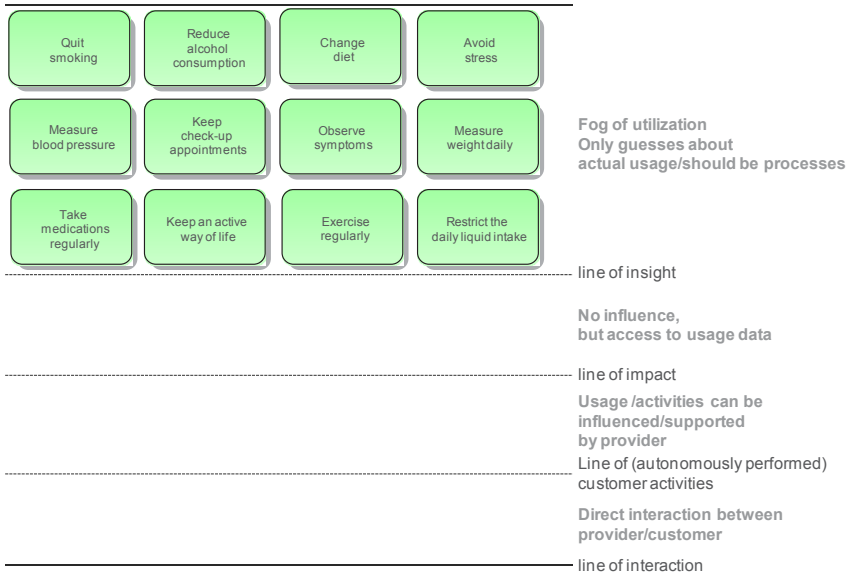 Quit
smoking
Reduce
alcohol
consumption
Change
diet
Avoid
stress
Measure
blood pressure
Keep
check-up
appointments
Observe
symptoms
Measure
weight daily
Take
medications
regularly
Keep an active
way of life
Exercise
regularly
Restrict the
daily liquid intake
Fog of utilization
Only guesses about
actual usage/should be processes
line of insight
No influence,
but access to usage data
line of impact
Usage /activities can be
influenced/supported
by provider
Line of (autonomously performed)
customer activities
Direct interaction between
provider/customer
line of interaction